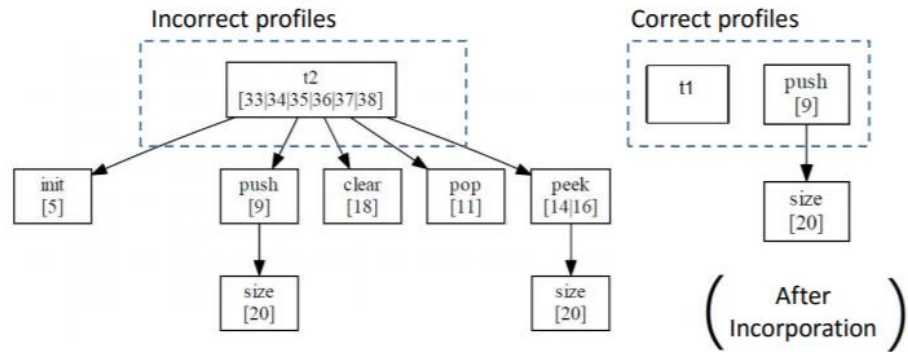 Incorrect profiles
Correct profiles
t2
[33|34|35|36|37|38]
t1
push
[9]
init
[5]
push
[9]
clear
[18]
pop
[11]
peek
[14|16]
size
[20]
size
[20]
size
[20]
( After
Incorporation )